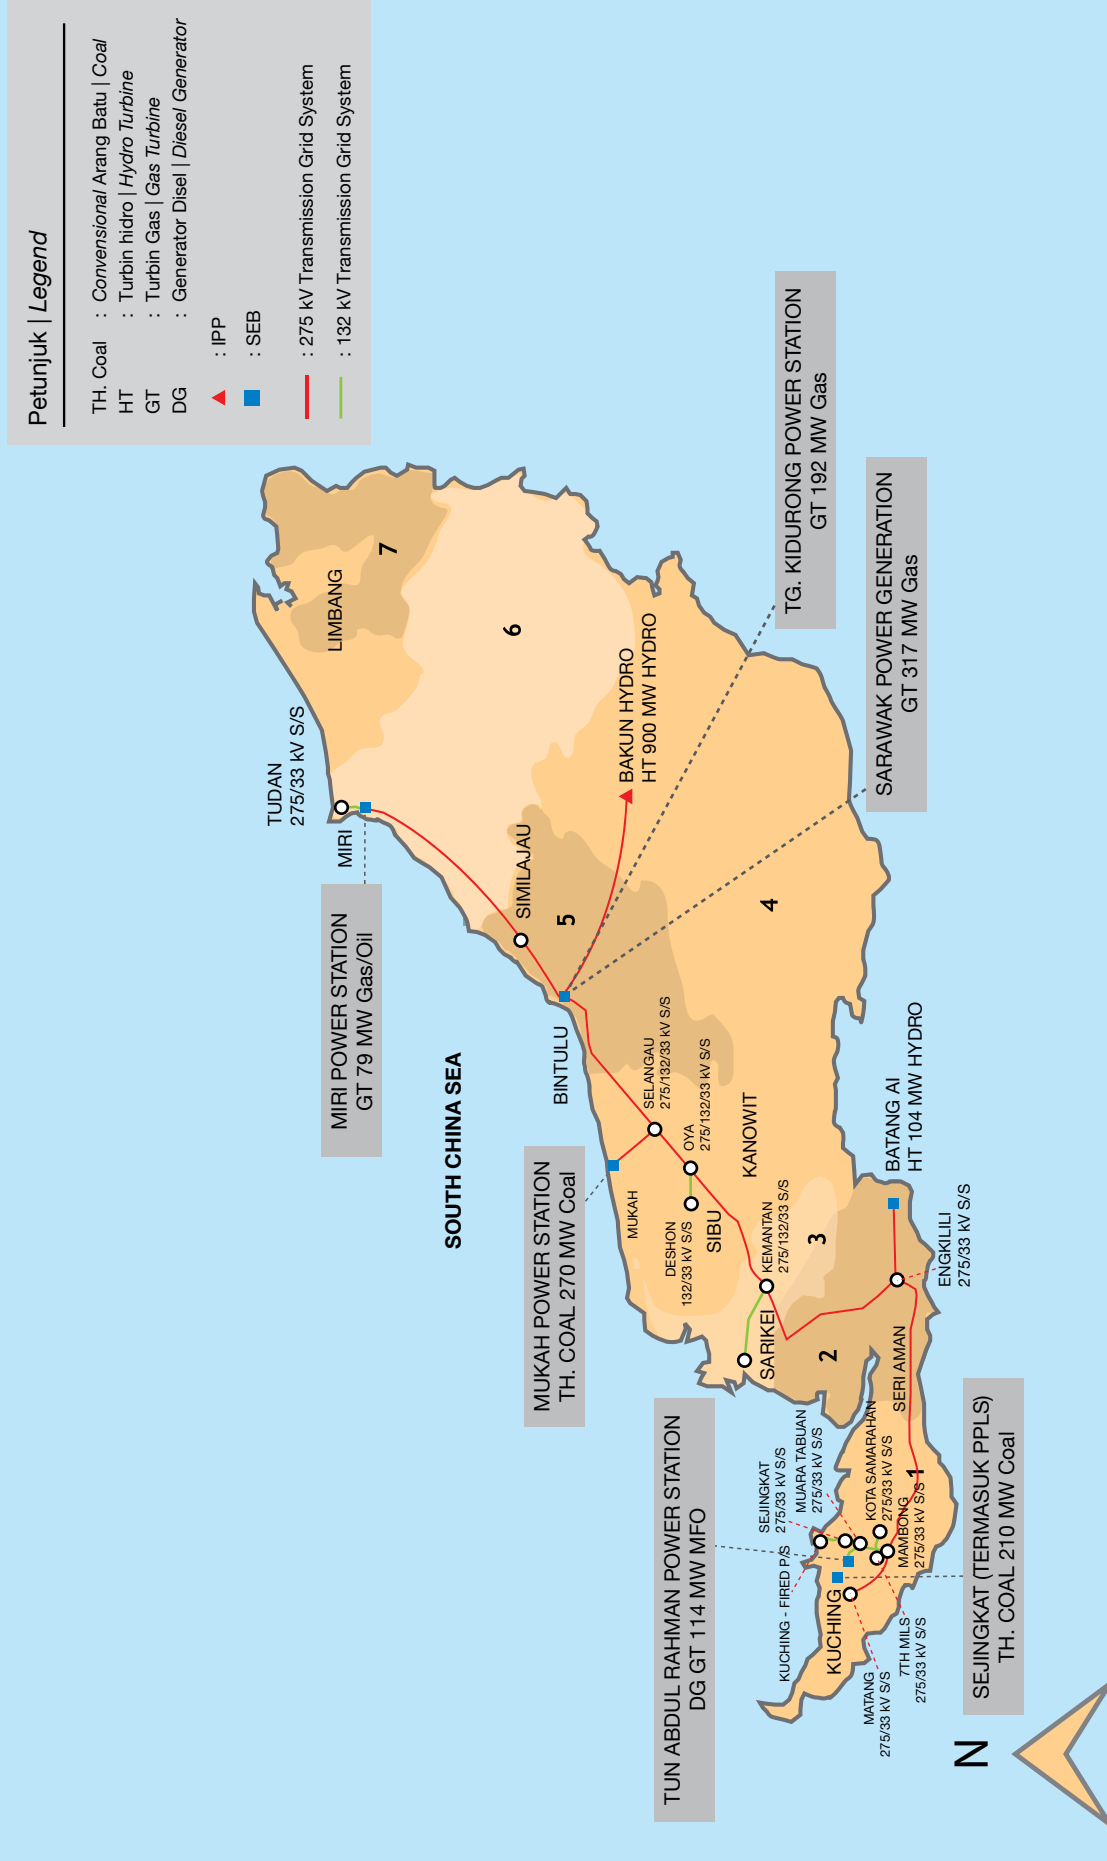 Petunjuk | Legend
TH. Coal : Convensional Arang Batu | Coal
HT : Turbin hidro | Hydro Turbine
GT : Turbin Gas | Gas Turbine
DG : Generator Disel | Diesel Generator
: IPP
: SEB
: 275 kV Transmission Grid System
: 132 kV Transmission Grid System
TUDAN
275/33 kV S/S
MIRI
LIMBANG
7
6
MIRI POWER STATION
GT 79 MW Gas/Oil
SOUTH CHINA SEA
SIMILAJAU
5
BINTULU
BAKUN HYDRO
HT 900 MW HYDRO
TG. KIDURONG POWER STATION
GT 192 MW Gas
SARAWAK POWER GENERATION
GT 317 MW Gas
4
MUKAH POWER STATION
TH. COAL 270 MW Coal
MUKAH
SELANGAU
275/132/33 kV S/S
OYA
275/132/33 kV S/S
DESHON
132/33 kV S/S
SIBU
KANOWIT
KEMANTAN
275/132/33 S/S
3
SARIKEI
2
BATANG AI
HT 104 MW HYDRO
ENGKILILI
275/33 kV S/S
SERI AMAN
TUN ABDUL RAHMAN POWER STATION
DG GT 114 MW MFO
SEJINGKAT
275/33 kV S/S
MUARA TABUAN
275/33 kV S/S
KOTA SAMARAHAN
275/33 kV S/S
1
MAMBONG
275/33 kV S/S
KUCHING - FIRED P/S
KUCHING
MATANG
275/33 kV S/S
7TH MILS
275/33 kV S/S
SEJINGKAT (TERMASUK PPLS)
TH. COAL 210 MW Coal
N